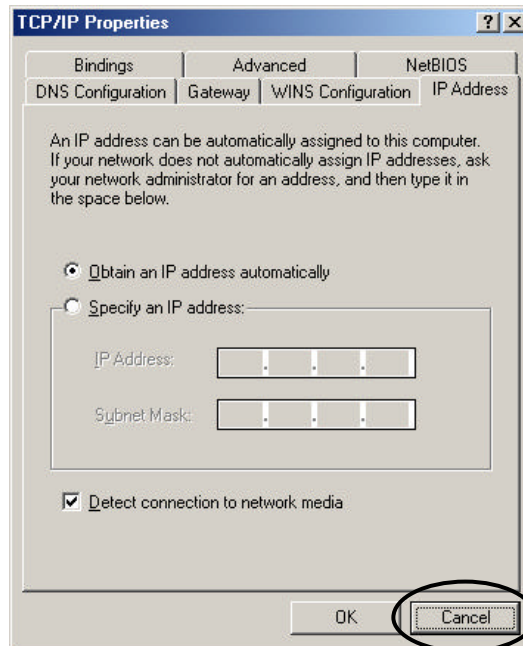 TCP/IP Properties
? X
Bindings Advanced NetBIOS
DNS Configuration Gateway WINS Configuration IP Address
An IP address can be automatically assigned to this computer.
If your network does not automatically assign IP addresses, ask
your network administrator for an address, and then type it in
the space below.
Obtain an IP address automatically
Specify an IP address:
IP Address:
Subnet Mask:
Detect connection to network media
OK Cancel